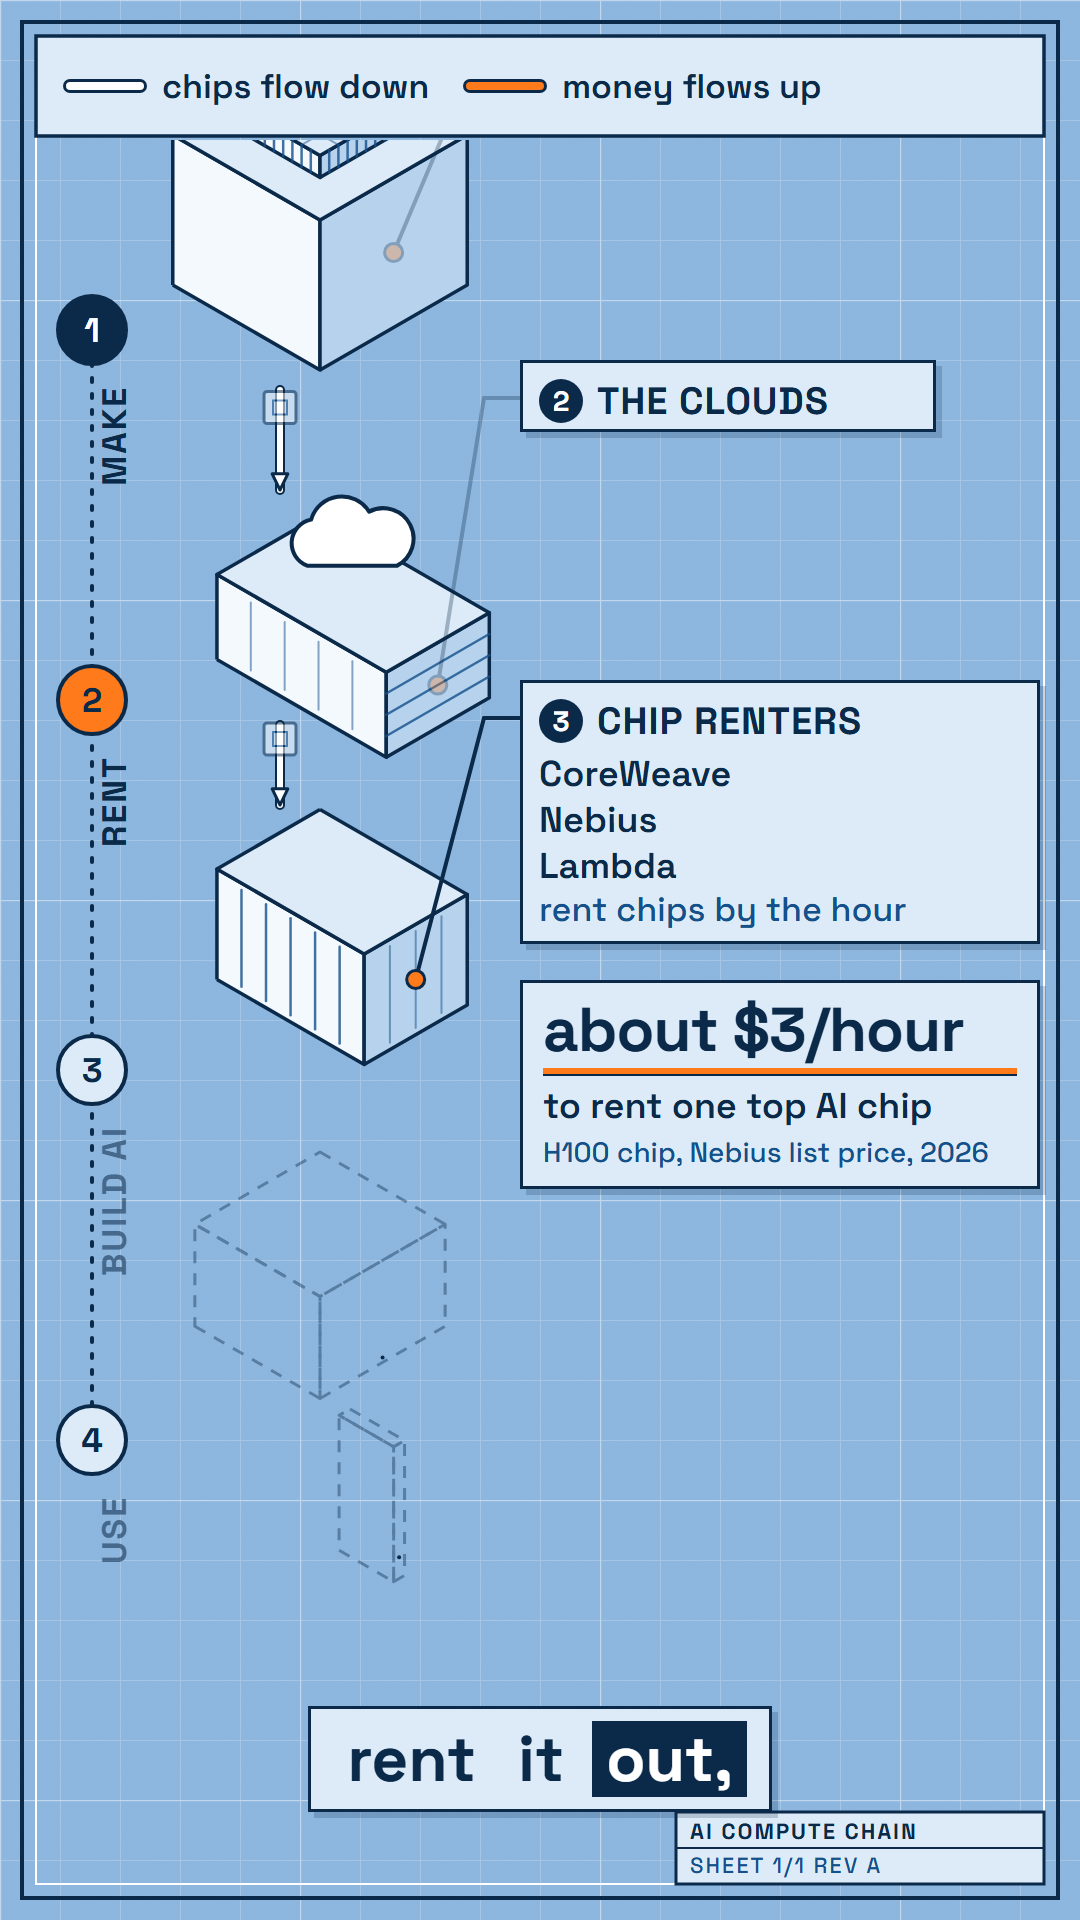 chips flow down
money flows up
1
MAKE
2 THE CLOUDS
2
RENT
3 CHIP RENTERS
CoreWeave
Nebius
Lambda
rent chips by the hour
about $3/hour
to rent one top AI chip
H100 chip, Nebius list price, 2026
3
BUILD AI
4
USE
rent it out,
AI COMPUTE CHAIN
SHEET 1/1 REV A